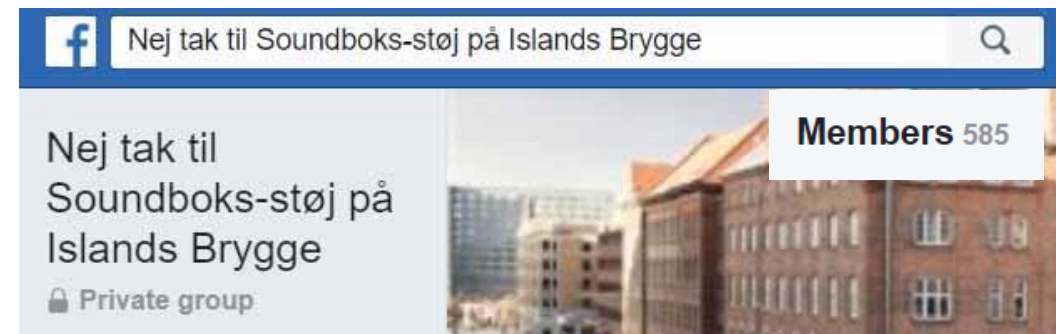 f Nej tak til Soundboks-støj på Islands Brygge
Members 585
Nej tak til
Soundboks-støj på
Islands Brygge
Private group